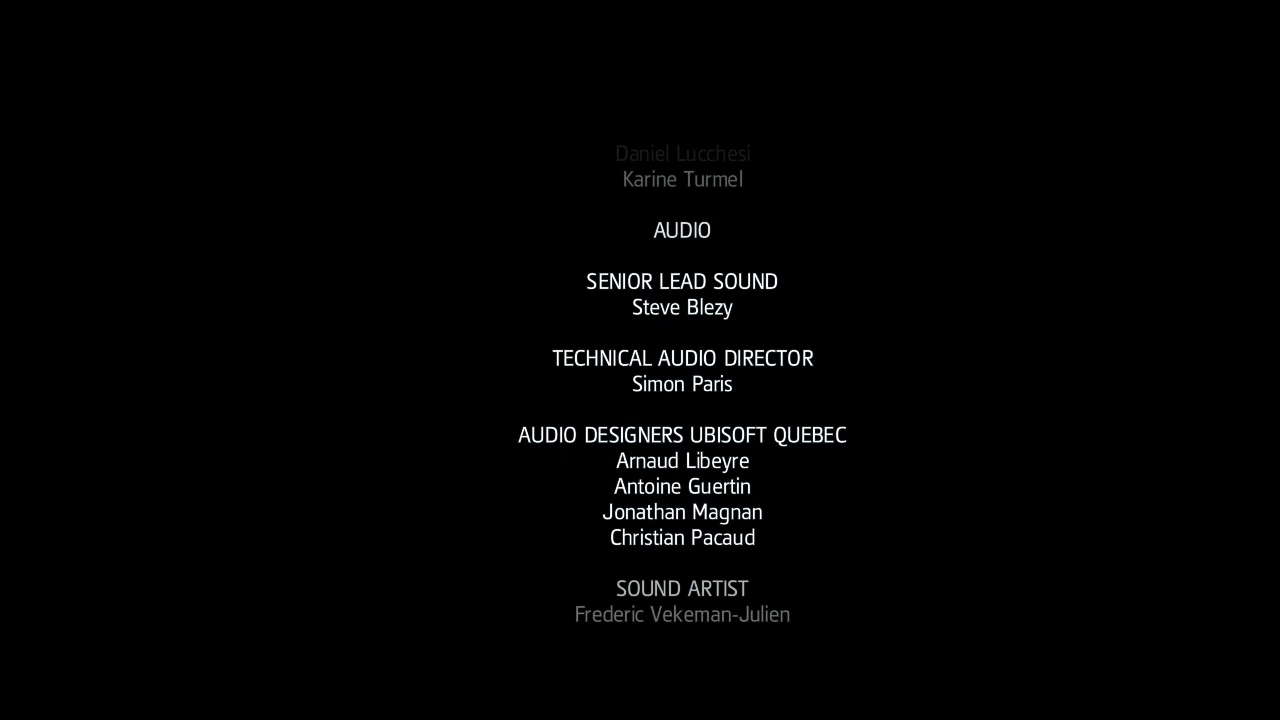 Daniel Lucchesi
Karine Turmel
AUDIO
SENIOR LEAD SOUND
Steve Blezy
TECHNICAL AUDIO DIRECTOR
Simon Paris
AUDIO DESIGNERS UBISOFT QUEBEC
Arnaud Libeyre
Antoine Guertin
Jonathan Magnan
Christian Pacaud
SOUND ARTIST
Frederic Vekeman-Julien